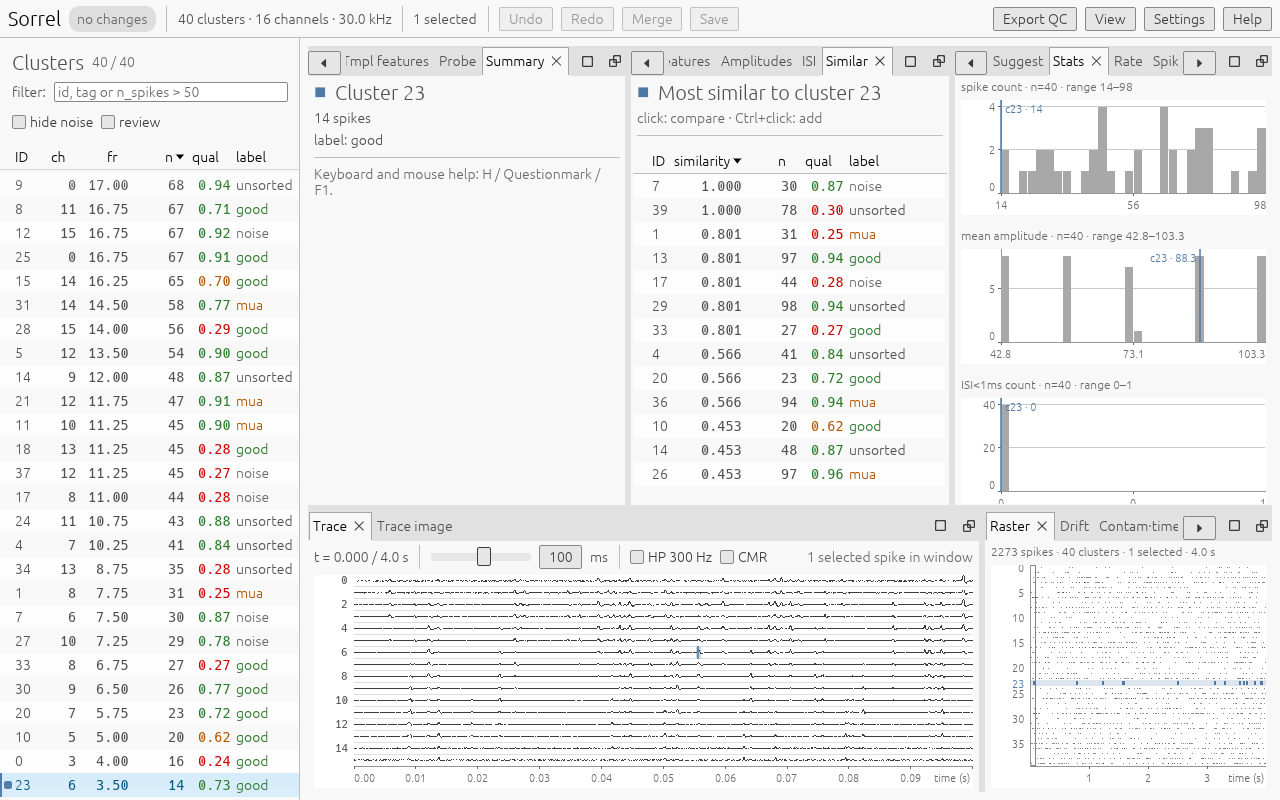 Sorrel no changes 40 clusters · 16 channels · 30.0 kHz 1 selected Undo Redo Merge Save Export QC View Settings Help
Clusters 40 / 40
filter: id, tag or n_spikes > 50
hide noise review
ID ch fr n qual label
9 0 17.00 68 0.94 unsorted
8 11 16.75 67 0.71 good
12 15 16.75 67 0.92 noise
25 0 16.75 67 0.91 good
15 14 16.25 65 0.70 good
31 14 14.50 58 0.77 mua
28 15 14.00 56 0.29 good
5 12 13.50 54 0.90 good
14 9 12.00 48 0.87 unsorted
21 12 11.75 47 0.91 mua
11 10 11.25 45 0.90 mua
18 13 11.25 45 0.28 good
37 12 11.25 45 0.27 noise
17 8 11.00 44 0.28 noise
24 11 10.75 43 0.88 unsorted
4 7 10.25 41 0.84 unsorted
34 13 8.75 35 0.28 unsorted
1 8 7.75 31 0.25 mua
7 6 7.50 30 0.87 noise
27 10 7.25 29 0.78 noise
33 8 6.75 27 0.27 good
30 9 6.50 26 0.77 good
20 7 5.75 23 0.72 good
10 5 5.00 20 0.62 good
0 3 4.00 16 0.24 good
23 6 3.50 14 0.73 good
Tmpl features Probe Summary
Cluster 23
14 spikes
label: good
Keyboard and mouse help: H / Questionmark /
F1.
eatures Amplitudes ISI Similar
Most similar to cluster 23
click: compare · Ctrl+click: add
ID similarity n qual label
7 1.000 30 0.87 noise
39 1.000 78 0.30 unsorted
1 0.801 31 0.25 mua
13 0.801 97 0.94 good
17 0.801 44 0.28 noise
29 0.801 98 0.94 unsorted
33 0.801 27 0.27 good
4 0.566 41 0.84 unsorted
20 0.566 23 0.72 good
36 0.566 94 0.94 mua
10 0.453 20 0.62 good
14 0.453 48 0.87 unsorted
26 0.453 97 0.96 mua
Suggest Stats Rate Spik
spike count · n=40 · range 14–98
4 c23 · 14
2
0
14 56 98
mean amplitude · n=40 · range 42.8–103.3
c23 · 88.3
5
0
42.8 73.1 103.3
ISI<1ms count · n=40 · range 0–1
40 c23 · 0
20
0
Trace Trace image
t = 0.000 / 4.0 s 100 ms HP 300 Hz CMR 1 selected spike in window
0
2
4
6
8
10
12
14
0.00 0.01 0.02 0.03 0.04 0.05 0.06 0.07 0.08 0.09 time (s)
Raster Drift Contam·time
2273 spikes · 40 clusters · 1 selected · 4.0 s
0
5
10
15
20
23
25
30
35
1 2 3 time (s)